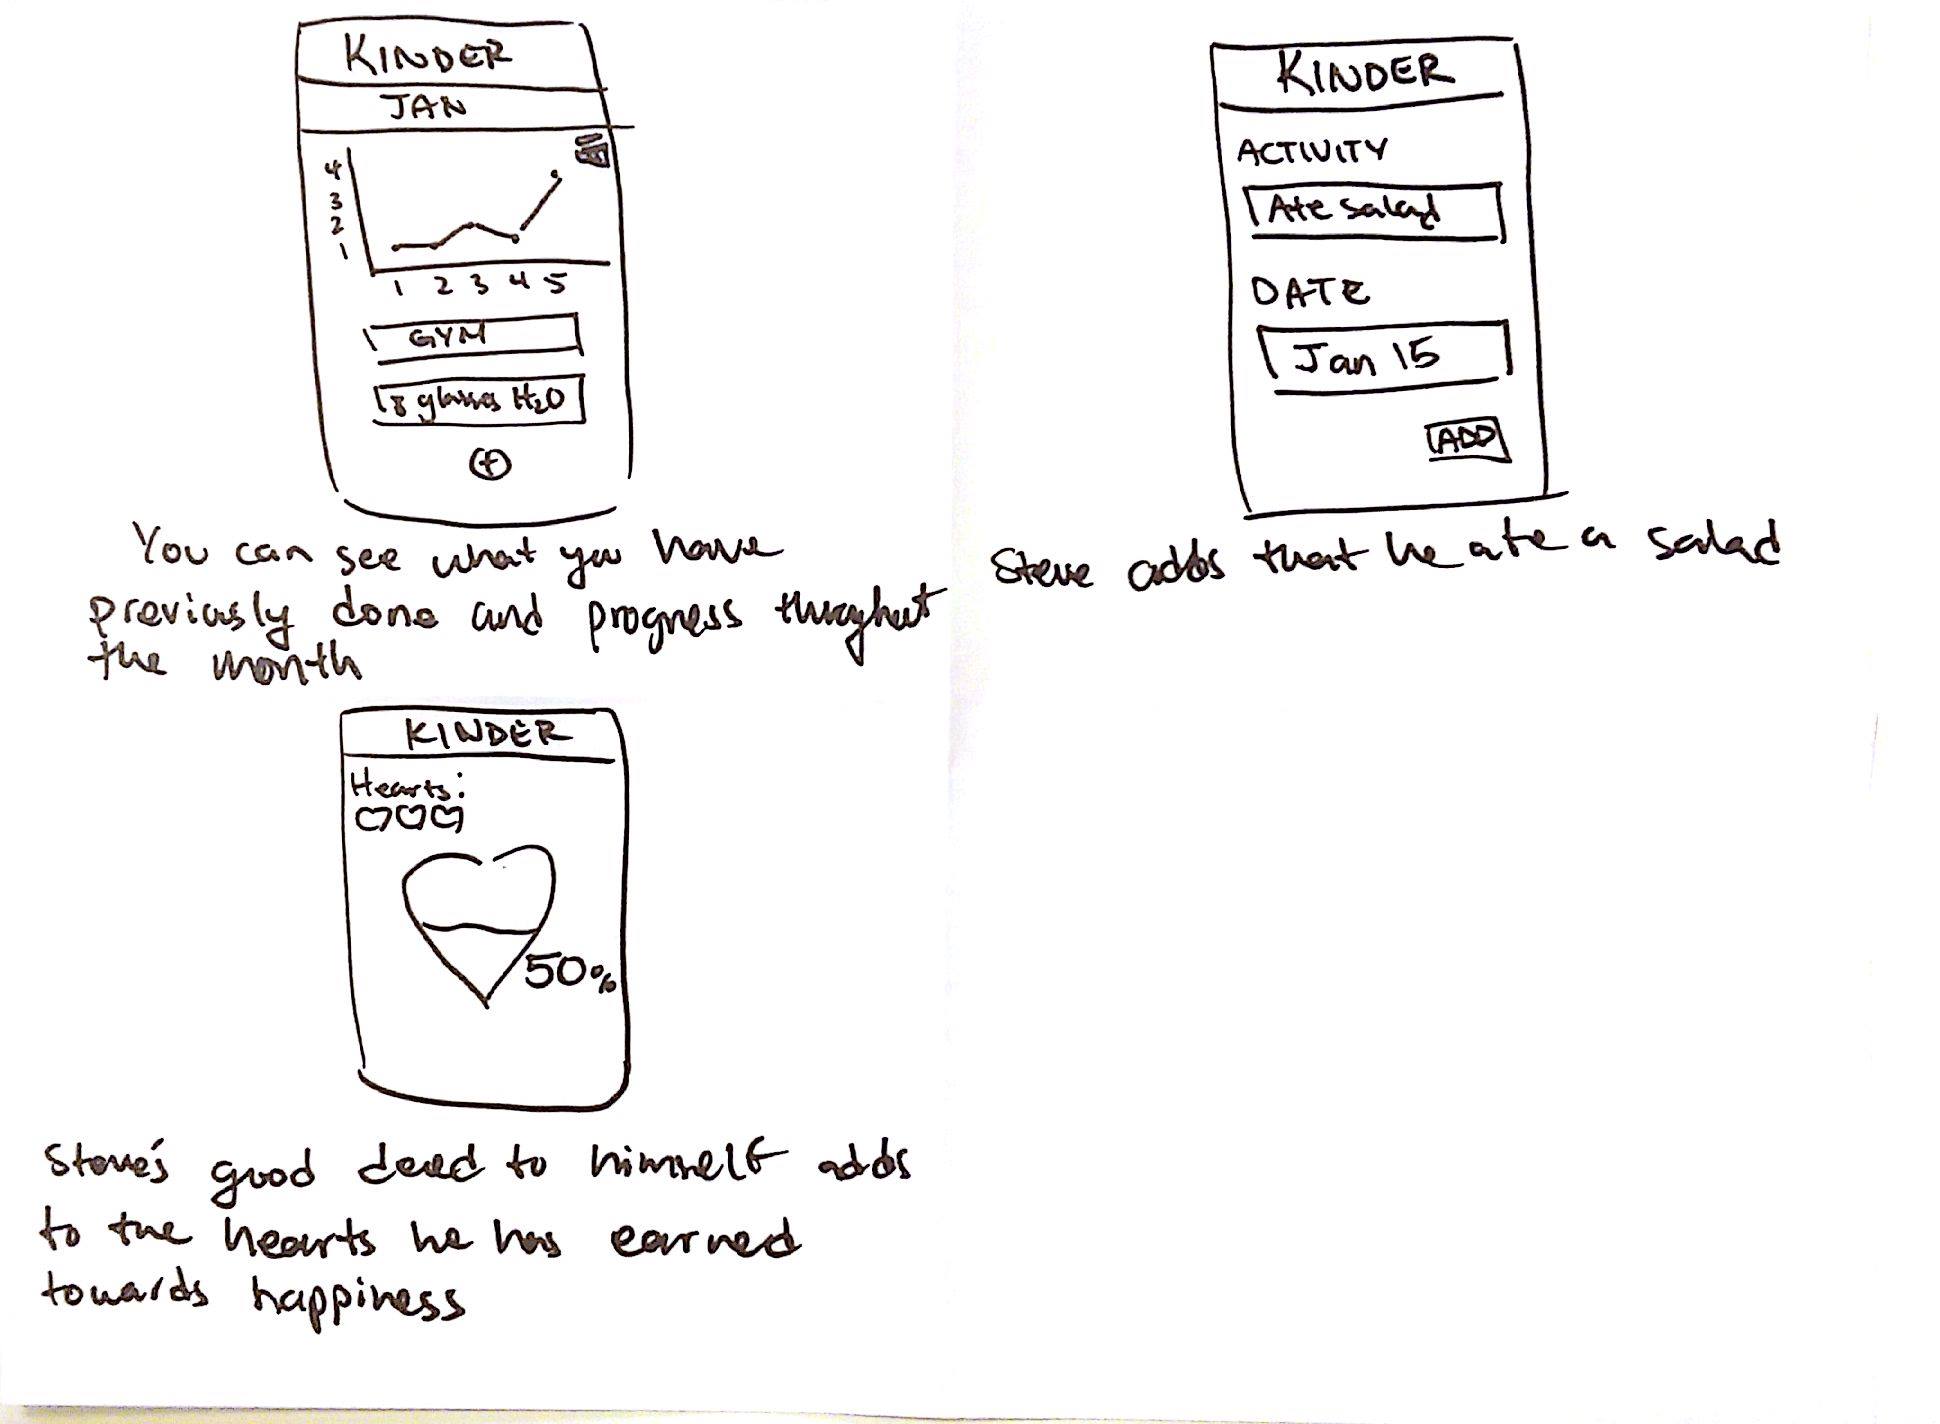 KINDER
JAN
4
3
2
1
1 2 3 4 5
GYM
8 glasses H2O
+
You can see what you have
previously done and progress throughout
the month
KINDER
ACTIVITY
Ate salad
DATE
Jan 15
ADD
Steve adds that he ate a salad
KINDER
Hearts:
50%
Steve's good deed to himself adds
to the hearts he has earned
towards happiness